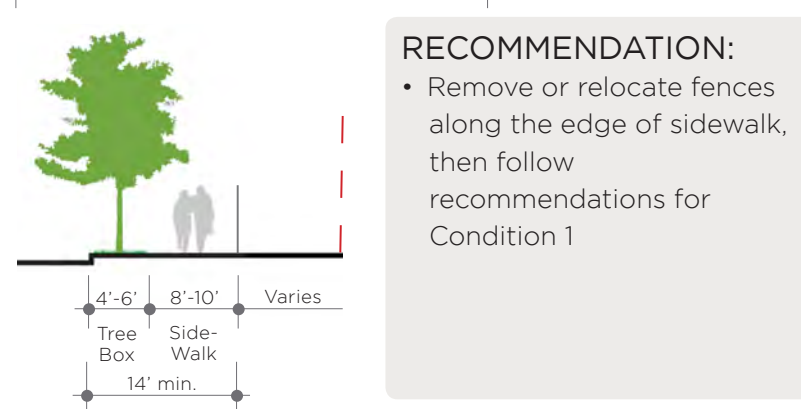 4'-6' 8'-10' Varies
Tree Side-
Box Walk
14' min.
RECOMMENDATION:
• Remove or relocate fences
along the edge of sidewalk,
then follow
recommendations for
Condition 1